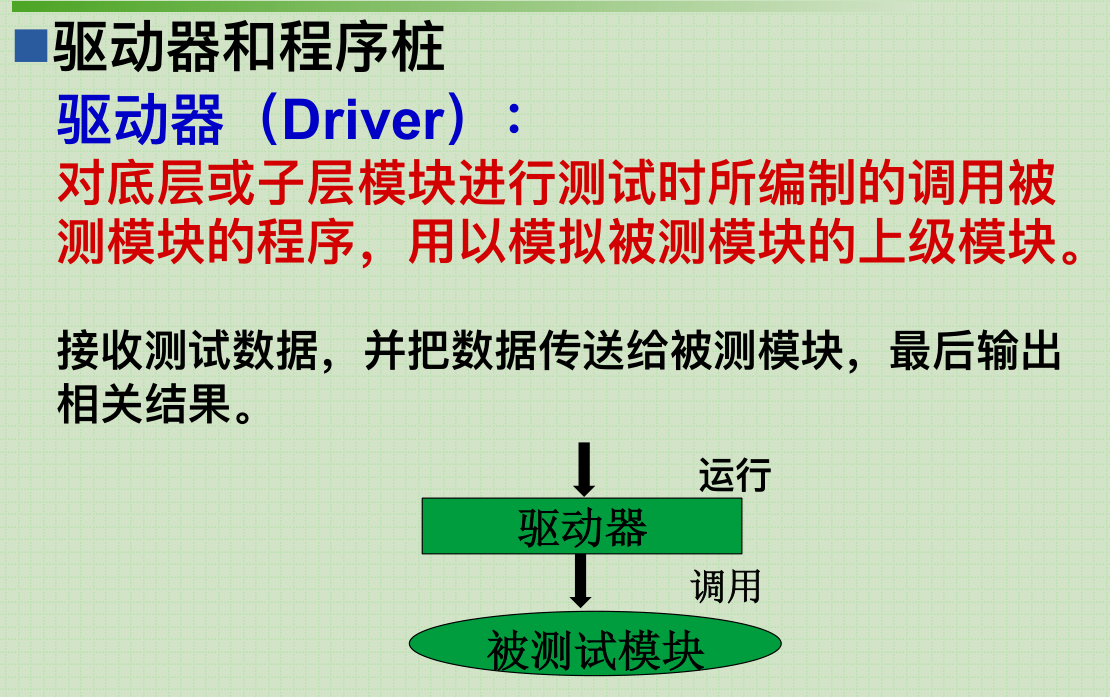 驱动器和程序桩
驱动器（Driver）：
对底层或子层模块进行测试时所编制的调用被
测模块的程序，用以模拟被测模块的上级模块。
接收测试数据，并把数据传送给被测模块，最后输出
相关结果。
运行
驱动器
调用
被测试模块